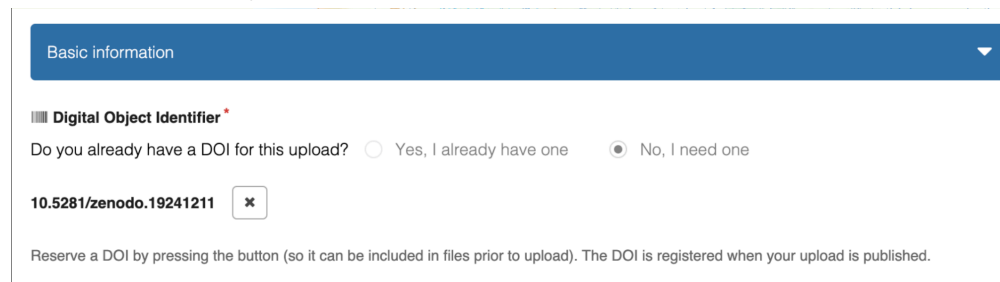 Basic information
Digital Object Identifier *
Do you already have a DOI for this upload? Yes, I already have one No, I need one
10.5281/zenodo.19241211
Reserve a DOI by pressing the button (so it can be included in files prior to upload). The DOI is registered when your upload is published.